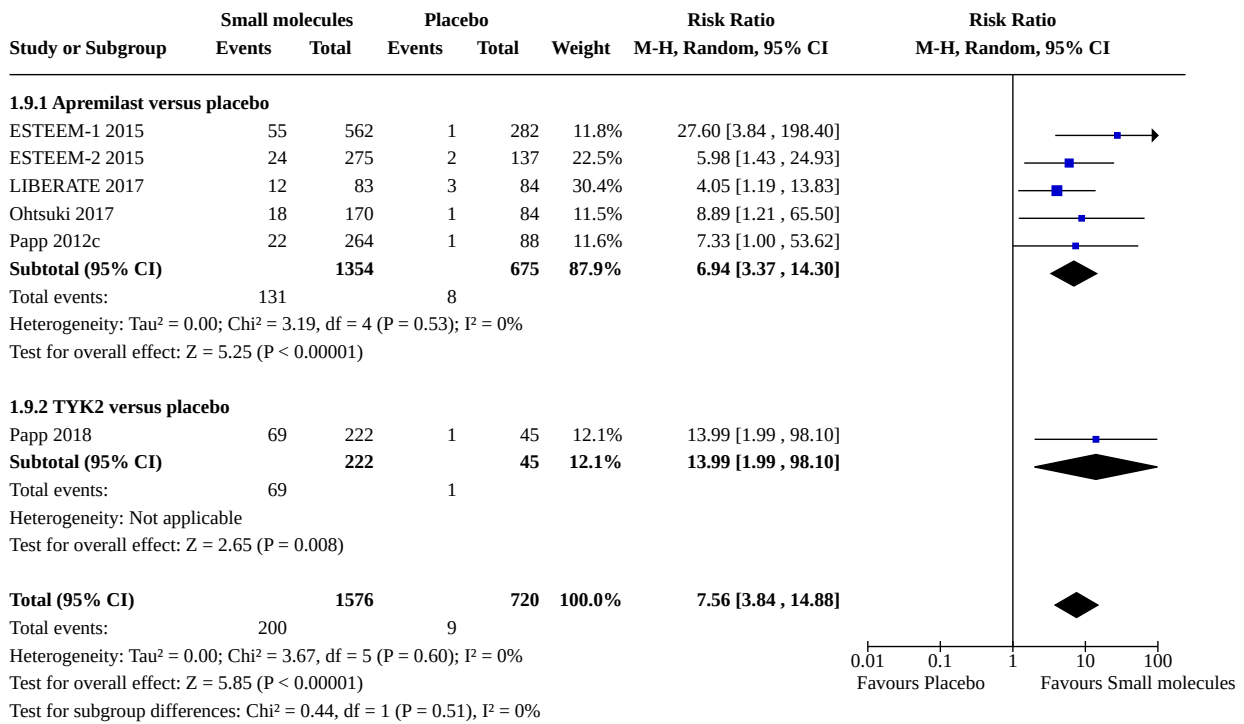 Small molecules Placebo Risk Ratio Risk Ratio
Study or Subgroup Events Total Events Total Weight M-H, Random, 95% CI M-H, Random, 95% CI
1.9.1 Apremilast versus placebo
ESTEEM-1 2015 55 562 1 282 11.8% 27.60 [3.84 , 198.40]
ESTEEM-2 2015 24 275 2 137 22.5% 5.98 [1.43 , 24.93]
LIBERATE 2017 12 83 3 84 30.4% 4.05 [1.19 , 13.83]
Ohtsuki 2017 18 170 1 84 11.5% 8.89 [1.21 , 65.50]
Papp 2012c 22 264 1 88 11.6% 7.33 [1.00 , 53.62]
Subtotal (95% CI) 1354 675 87.9% 6.94 [3.37 , 14.30]
Total events: 131 8
Heterogeneity: Tau² = 0.00; Chi² = 3.19, df = 4 (P = 0.53); I² = 0%
Test for overall effect: Z = 5.25 (P < 0.00001)
1.9.2 TYK2 versus placebo
Papp 2018 69 222 1 45 12.1% 13.99 [1.99 , 98.10]
Subtotal (95% CI) 222 45 12.1% 13.99 [1.99 , 98.10]
Total events: 69 1
Heterogeneity: Not applicable
Test for overall effect: Z = 2.65 (P = 0.008)
Total (95% CI) 1576 720 100.0% 7.56 [3.84 , 14.88]
Total events: 200 9
Heterogeneity: Tau² = 0.00; Chi² = 3.67, df = 5 (P = 0.60); I² = 0%
0.01 0.1 1 10 100
Test for overall effect: Z = 5.85 (P < 0.00001)
Favours Placebo Favours Small molecules
Test for subgroup differences: Chi² = 0.44, df = 1 (P = 0.51), I² = 0%